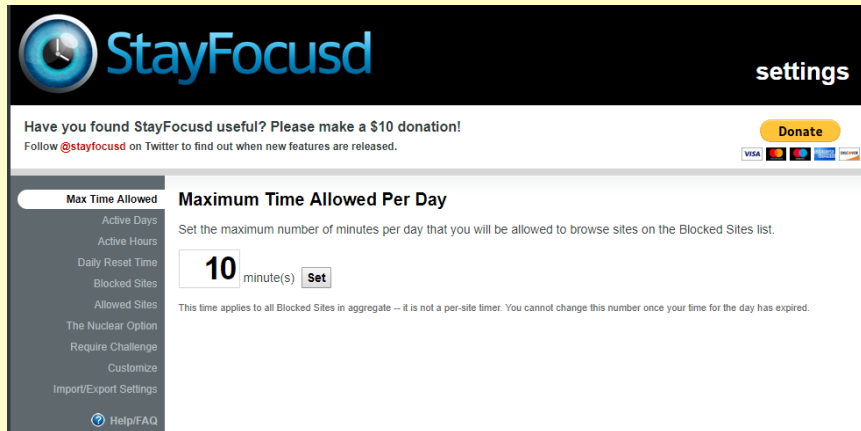 StayFocusd
settings
Have you found StayFocusd useful? Please make a $10 donation!
Follow @stayfocusd on Twitter to find out when new features are released.
Donate
VISA
DISCOVER
Max Time Allowed
Active Days
Active Hours
Daily Reset Time
Blocked Sites
Allowed Sites
The Nuclear Option
Require Challenge
Customize
Import/Export Settings
Help/FAQ
Maximum Time Allowed Per Day
Set the maximum number of minutes per day that you will be allowed to browse sites on the Blocked Sites list.
10 minute(s) Set
This time applies to all Blocked Sites in aggregate -- it is not a per-site timer. You cannot change this number once your time for the day has expired.